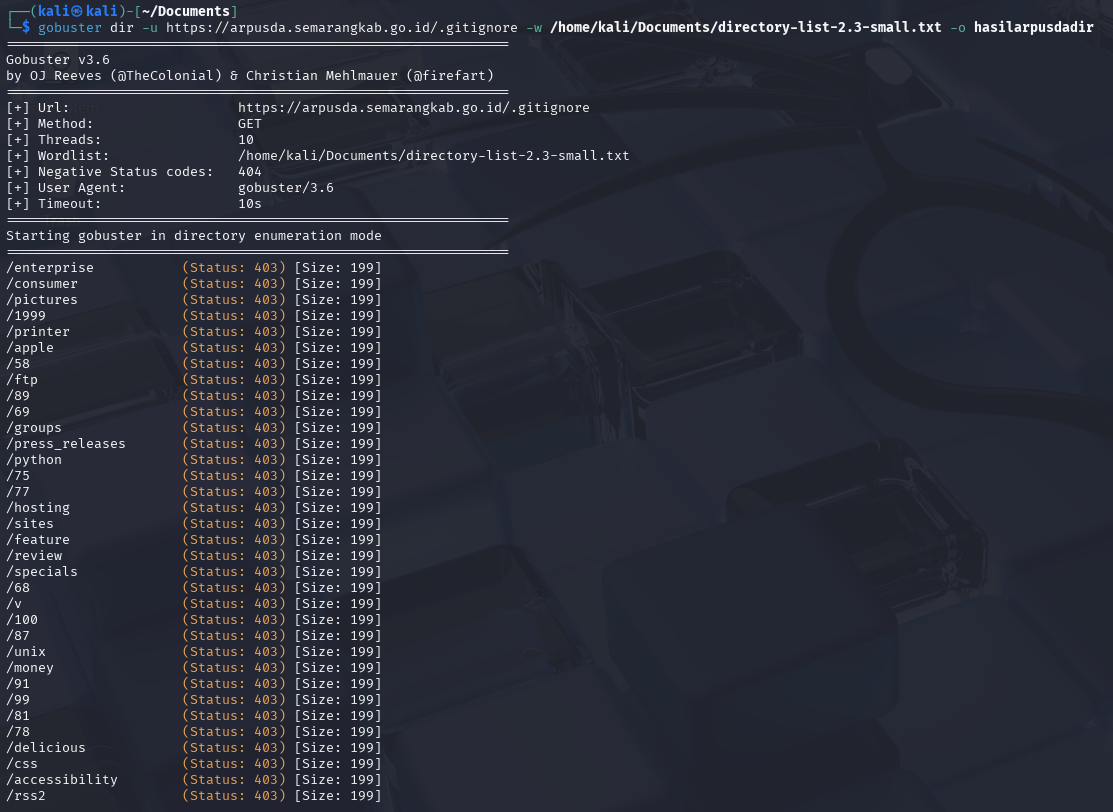 ┌──(kali㉿kali)-[~/Documents]
└─$ gobuster dir -u https://arpusda.semarangkab.go.id/.gitignore -w /home/kali/Documents/directory-list-2.3-small.txt -o hasilarpusdadir
===============================================================
Gobuster v3.6
by OJ Reeves (@TheColonial) & Christian Mehlmauer (@firefart)
===============================================================
[+] Url:                     https://arpusda.semarangkab.go.id/.gitignore
[+] Method:                  GET
[+] Threads:                 10
[+] Wordlist:                /home/kali/Documents/directory-list-2.3-small.txt
[+] Negative Status codes:   404
[+] User Agent:              gobuster/3.6
[+] Timeout:                 10s
===============================================================
Starting gobuster in directory enumeration mode
===============================================================
/enterprise           (Status: 403) [Size: 199]
/consumer             (Status: 403) [Size: 199]
/pictures             (Status: 403) [Size: 199]
/1999                 (Status: 403) [Size: 199]
/printer              (Status: 403) [Size: 199]
/apple                (Status: 403) [Size: 199]
/58                   (Status: 403) [Size: 199]
/ftp                  (Status: 403) [Size: 199]
/89                   (Status: 403) [Size: 199]
/69                   (Status: 403) [Size: 199]
/groups               (Status: 403) [Size: 199]
/press_releases       (Status: 403) [Size: 199]
/python               (Status: 403) [Size: 199]
/75                   (Status: 403) [Size: 199]
/77                   (Status: 403) [Size: 199]
/hosting              (Status: 403) [Size: 199]
/sites                (Status: 403) [Size: 199]
/feature              (Status: 403) [Size: 199]
/review               (Status: 403) [Size: 199]
/specials             (Status: 403) [Size: 199]
/68                   (Status: 403) [Size: 199]
/v                    (Status: 403) [Size: 199]
/100                  (Status: 403) [Size: 199]
/87                   (Status: 403) [Size: 199]
/unix                 (Status: 403) [Size: 199]
/money                (Status: 403) [Size: 199]
/91                   (Status: 403) [Size: 199]
/99                   (Status: 403) [Size: 199]
/81                   (Status: 403) [Size: 199]
/78                   (Status: 403) [Size: 199]
/delicious            (Status: 403) [Size: 199]
/css                  (Status: 403) [Size: 199]
/accessibility        (Status: 403) [Size: 199]
/rss2                 (Status: 403) [Size: 199]